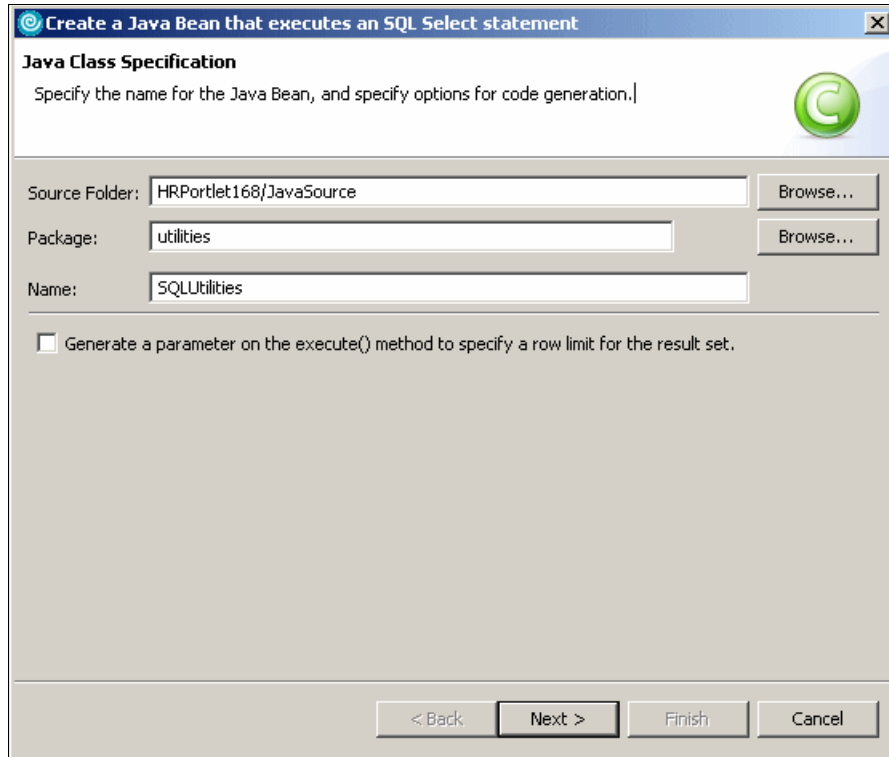 Create a Java Bean that executes an SQL Select statement
Java Class Specification
Specify the name for the Java Bean, and specify options for code generation.
Source Folder: HRPortlet168/JavaSource Browse...
Package: utilities Browse...
Name: SQLUtilities
Generate a parameter on the execute() method to specify a row limit for the result set.
< Back Next > Finish Cancel